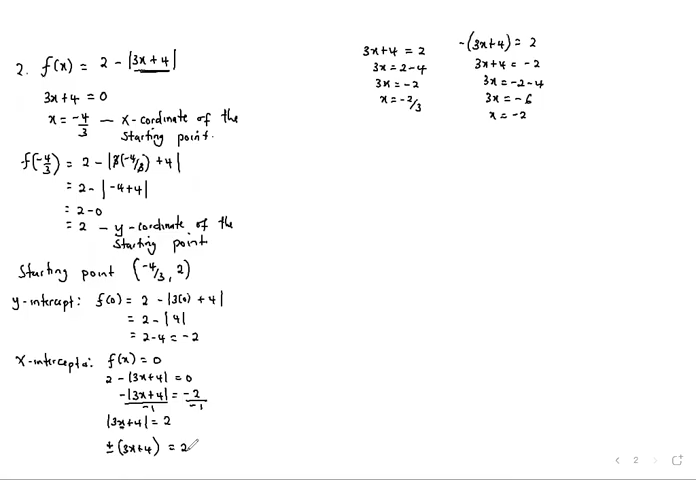 2. f(x) = 2 - |3x + 4|
3x + 4 = 0
x = -4/3 - x-cordinate of the
starting point.
f(-4/3) = 2 - |3(-4/3) + 4|
= 2 - |-4+4|
= 2 - 0
= 2 - y-cordinate of the
starting point
Starting point (-4/3, 2)
y-intercept: f(0) = 2 - |3(0) + 4|
= 2 - |4|
= 2 - 4 = -2
x-intercepts: f(x) = 0
2 - |3x+4| = 0
-|3x+4|/-1 = -2/-1
|3x+4| = 2
± (3x+4) = 2
3x+4 = 2
3x = 2-4
3x = -2
x = -2/3
-(3x+4) = 2
3x+4 = -2
3x = -2-4
3x = -6
x = -2
2